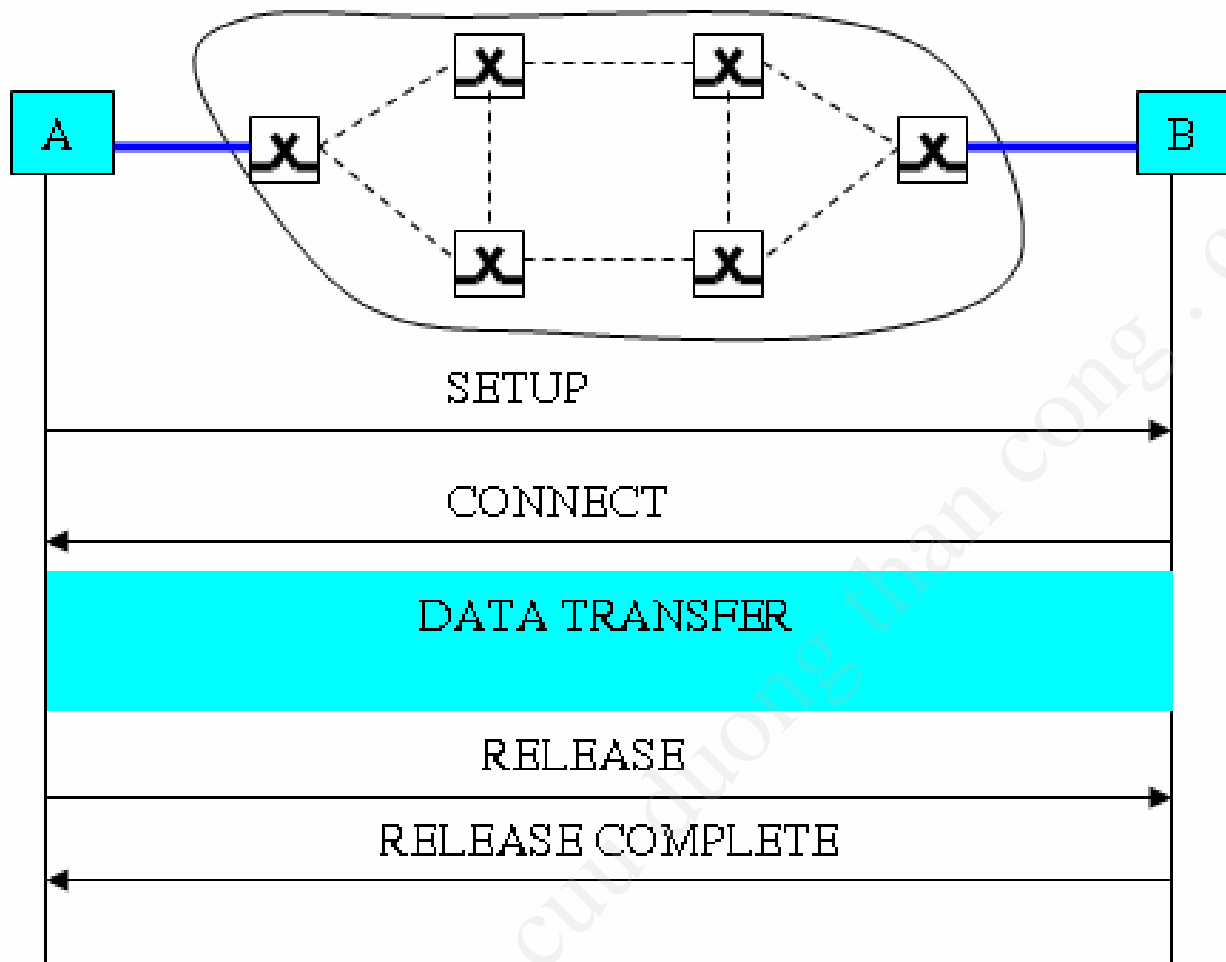 A
B
SETUP
CONNECT
DATA TRANSFER
RELEASE
RELEASE COMPLETE
cuu duong than cong . c